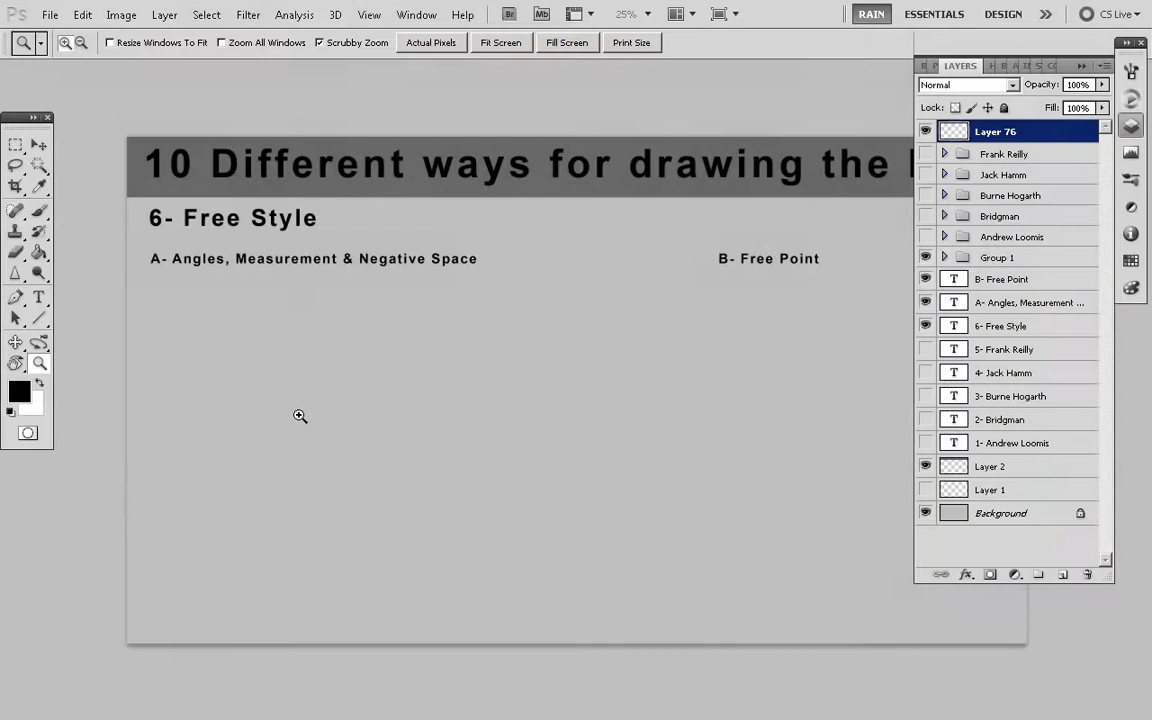 Ps File Edit Image Layer Select Filter Analysis 3D View Window Help Br Mb 25% RAIN ESSENTIALS DESIGN CS Live
Resize Windows To Fit Zoom All Windows Scrubby Zoom Actual Pixels Fit Screen Fill Screen Print Size
LAYERS
Normal Opacity: 100%
Lock: Fill: 100%
Layer 76
Frank Reilly
Jack Hamm
Burne Hogarth
Bridgman
Andrew Loomis
Group 1
T B- Free Point
T A- Angles, Measurement ...
T 6- Free Style
T 5- Frank Reilly
T 4- Jack Hamm
T 3- Burne Hogarth
T 2- Bridgman
T 1- Andrew Loomis
Layer 2
Layer 1
Background
10 Different ways for drawing the
6- Free Style
A- Angles, Measurement & Negative Space
B- Free Point